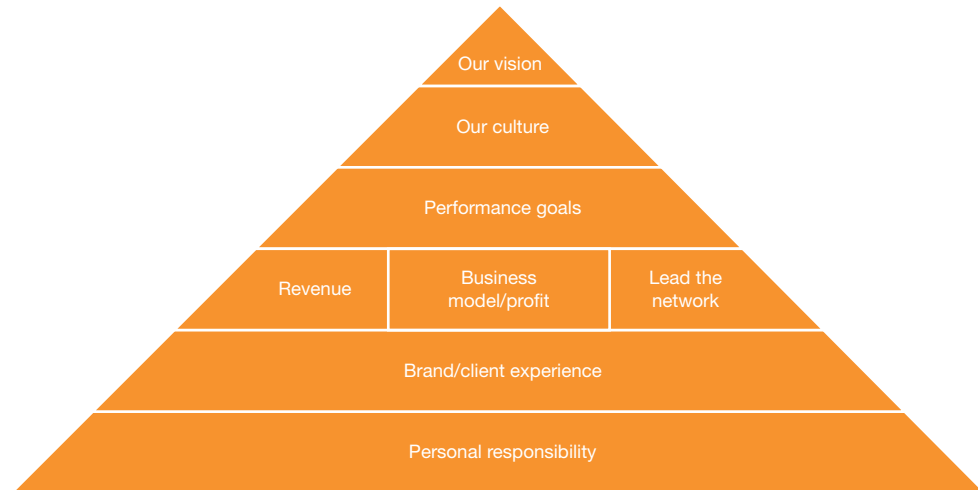 Our vision
Our culture
Performance goals
Revenue
Business
model/profit
Lead the
network
Brand/client experience
Personal responsibility